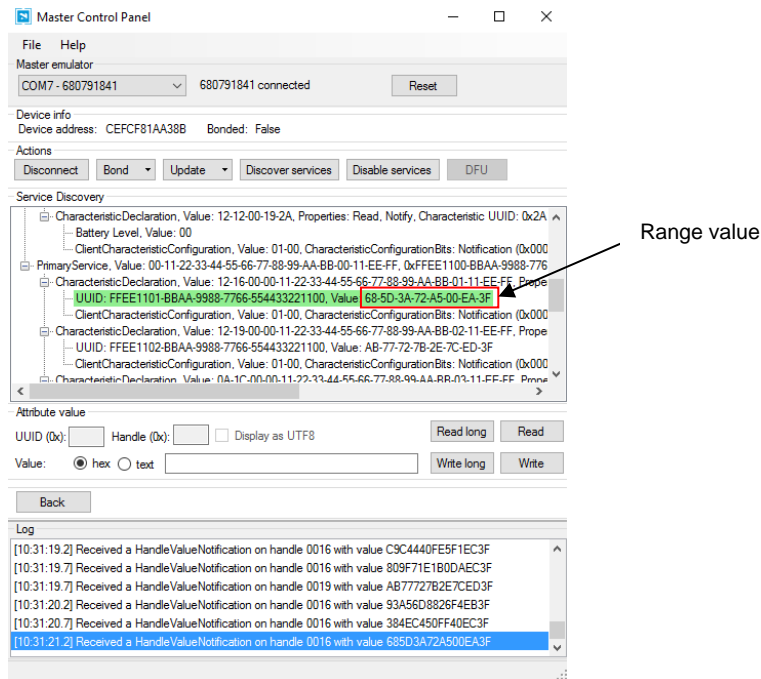 Master Control Panel
File Help
Master emulator
COM7 - 680791841 680791841 connected Reset
Device info
Device address: CEFCF81AA38B Bonded: False
Actions
Disconnect Bond Update Discover services Disable services DFU
Service Discovery
CharacteristicDeclaration, Value: 12-12-00-19-2A, Properties: Read, Notify, Characteristic UUID: 0x2A
Battery Level, Value: 00
ClientCharacteristicConfiguration, Value: 01-00, CharacteristicConfigurationBits: Notification (0x000
PrimaryService, Value: 00-11-22-33-44-55-66-77-88-99-AA-BB-00-11-EE-FF, 0xFFEE1100-BBAA-9988-776
CharacteristicDeclaration, Value: 12-16-00-00-11-22-33-44-55-66-77-88-99-AA-BB-01-11-EE-FF, Prope
UUID: FFEE1101-BBAA-9988-7766-554433221100, Value: 68-5D-3A-72-A5-00-EA-3F
Range value
ClientCharacteristicConfiguration, Value: 01-00, CharacteristicConfigurationBits: Notification (0x000
CharacteristicDeclaration, Value: 12-19-00-00-11-22-33-44-55-66-77-88-99-AA-BB-02-11-EE-FF, Prope
UUID: FFEE1102-BBAA-9988-7766-554433221100, Value: AB-77-72-7B-2E-7C-ED-3F
ClientCharacteristicConfiguration, Value: 01-00, CharacteristicConfigurationBits: Notification (0x000
CharacteristicDeclaration, Value: 0A-1C-00-00-11-22-33-44-55-66-77-88-99-AA-BB-03-11-EE-FF, Prope
Attribute value
UUID (0x): Handle (0x): Display as UTF8 Read long Read
Value: hex text Write long Write
Back
Log
[10:31:19.2] Received a HandleValueNotification on handle 0016 with value C9C4440FE5F1EC3F
[10:31:19.7] Received a HandleValueNotification on handle 0016 with value 809F71E1B0DAEC3F
[10:31:19.7] Received a HandleValueNotification on handle 0019 with value AB77727B2E7CED3F
[10:31:20.2] Received a HandleValueNotification on handle 0016 with value 93A56D8826F4EB3F
[10:31:20.7] Received a HandleValueNotification on handle 0016 with value 384EC450FF40EC3F
[10:31:21.2] Received a HandleValueNotification on handle 0016 with value 685D3A72A500EA3F